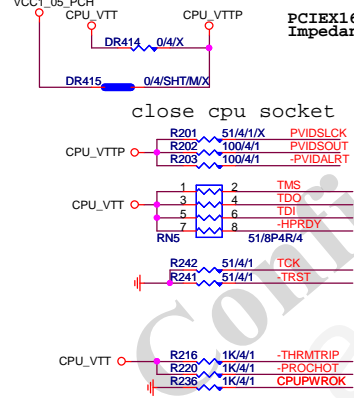 VCC1_05_PCH
CPU_VTT CPU_VTTP PCIEX16
Impedan
DR414 0/4/X
DR415 0/4/SHT/M/X
close cpu socket
R201 51/4/1/X PVIDSLCK
CPU_VTTP R202 100/4/1 PVIDSOUT
R203 100/4/1 -PVIDALRT
1 2 TMS
CPU_VTT 3 4 TDO
5 6 TDI
7 8 -HPRDY
RN5 51/8P4R/4
R242 51/4/1 TCK
R241 51/4/1 -TRST
CPU_VTT R216 1K/4/1 -THRMTRIP
R220 1K/4/1 -PROCHOT
R236 1K/4/1 CPUPWROK
Confi